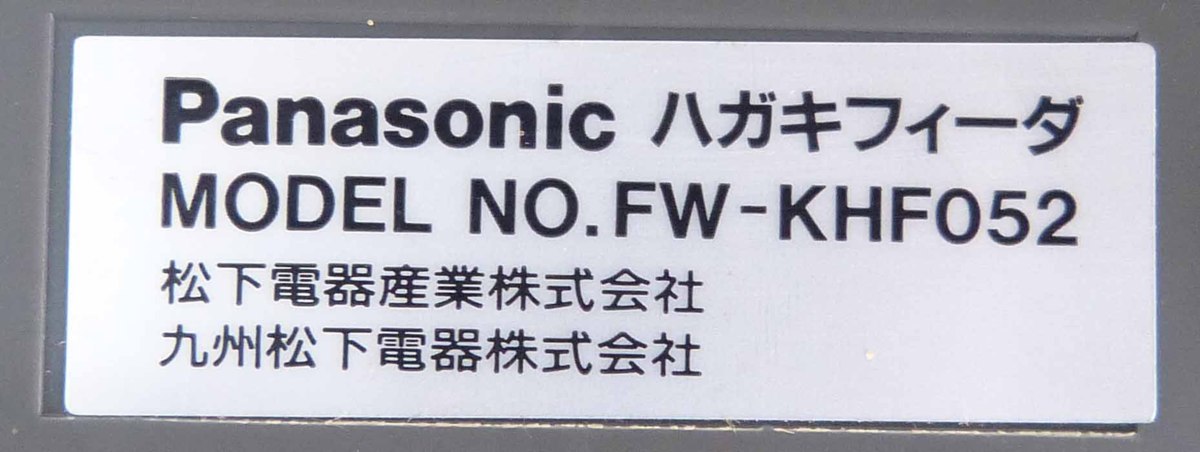 Panasonic ハガキフィーダ
MODEL NO.FW-KHF052
松下電器産業株式会社
九州松下電器株式会社